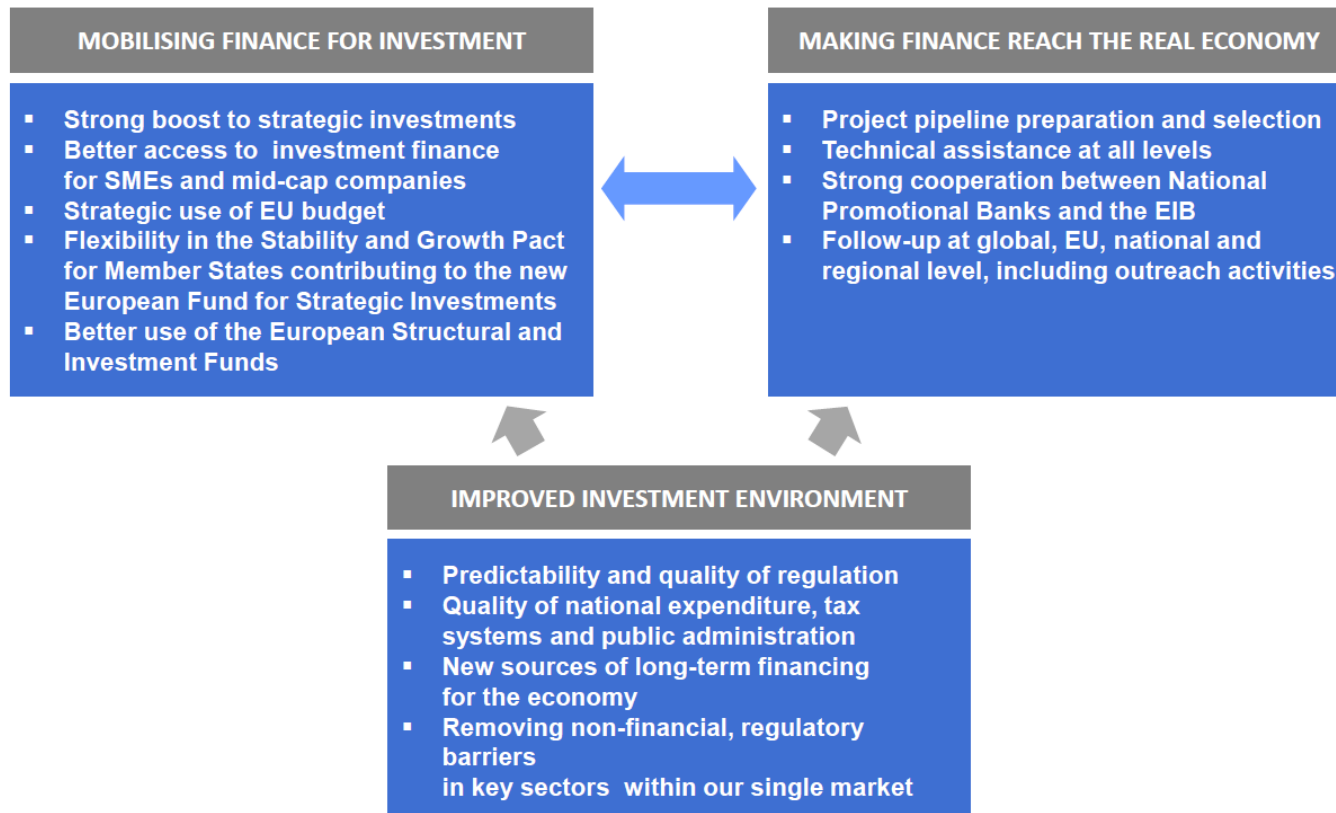 MOBILISING FINANCE FOR INVESTMENT
▪ Strong boost to strategic investments
▪ Better access to  investment finance
for SMEs and mid-cap companies
▪ Strategic use of EU budget
▪ Flexibility in the Stability and Growth Pact
for Member States contributing to the new
European Fund for Strategic Investments
▪ Better use of the European Structural and
Investment Funds
MAKING FINANCE REACH THE REAL ECONOMY
▪ Project pipeline preparation and selection
▪ Technical assistance at all levels
▪ Strong cooperation between National
Promotional Banks and the EIB
▪ Follow-up at global, EU, national and
regional level, including outreach activities
IMPROVED INVESTMENT ENVIRONMENT
▪ Predictability and quality of regulation
▪ Quality of national expenditure, tax
systems and public administration
▪ New sources of long-term financing
for the economy
▪ Removing non-financial, regulatory
barriers
in key sectors  within our single market